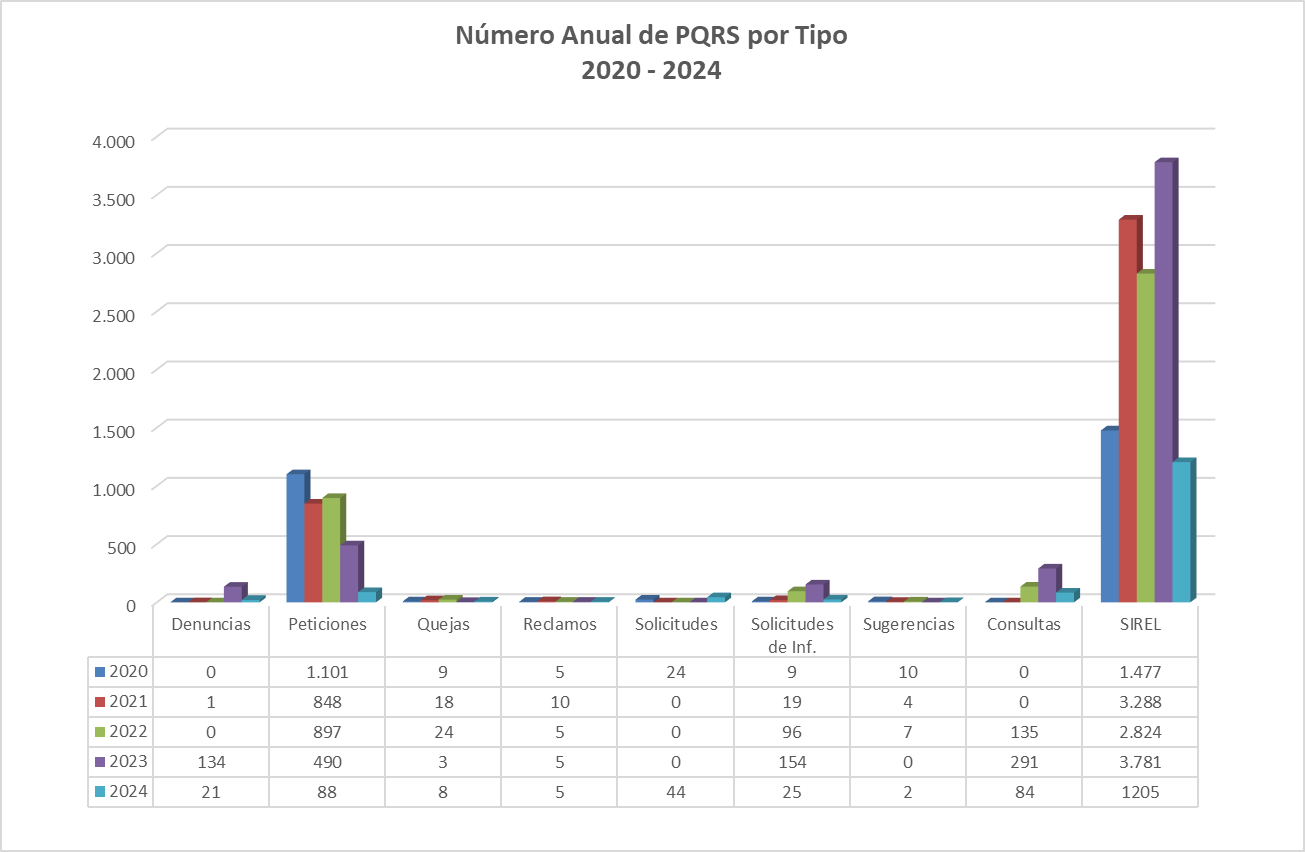 Número Anual de PQRS por Tipo
2020 - 2024
4.000
3.500
3.000
2.500
2.000
1.500
1.000
500
0
Denuncias Peticiones Quejas Reclamos Solicitudes Solicitudes de Inf. Sugerencias Consultas SIREL
2020 0 1.101 9 5 24 9 10 0 1.477
2021 1 848 18 10 0 19 4 0 3.288
2022 0 897 24 5 0 96 7 135 2.824
2023 134 490 3 5 0 154 0 291 3.781
2024 21 88 8 5 44 25 2 84 1205